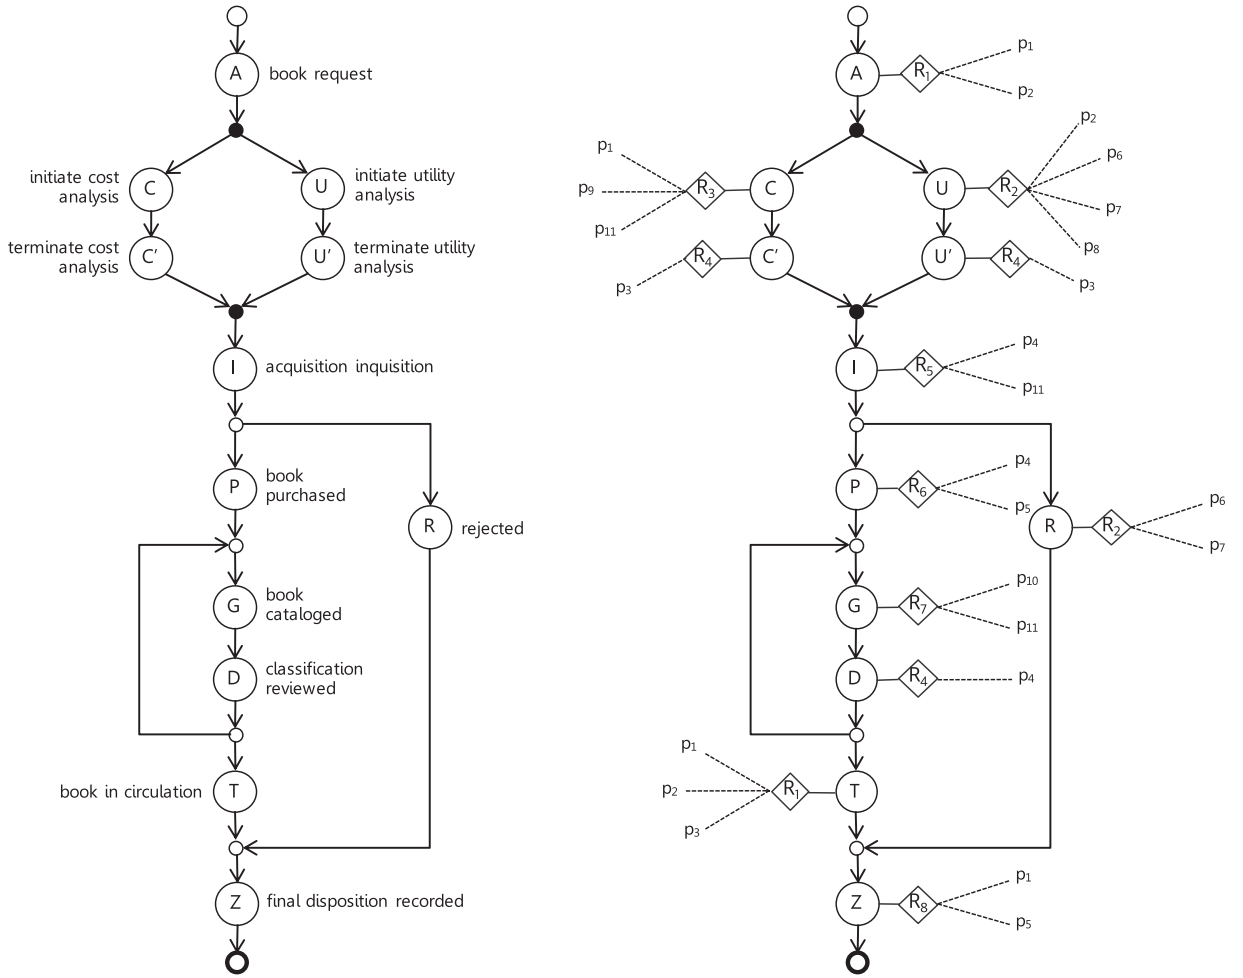 A
book request
initiate cost
analysis
C
U
initiate utility
analysis
terminate cost
analysis
C′
U′
terminate utility
analysis
I
acquisition inquisition
P
book
purchased
R
rejected
G
book
cataloged
D
classification
reviewed
book in circulation
T
Z
final disposition recorded
A
R1
p1
p2
p1
p9
p11
R3
C
U
R2
p2
p6
p7
p8
p3
R4
C′
U′
R4
p3
I
R5
p4
p11
P
R6
p4
p5
R
R2
p6
p7
G
R7
p10
p11
D
R4
p4
p1
p2
p3
R1
T
Z
R8
p1
p5